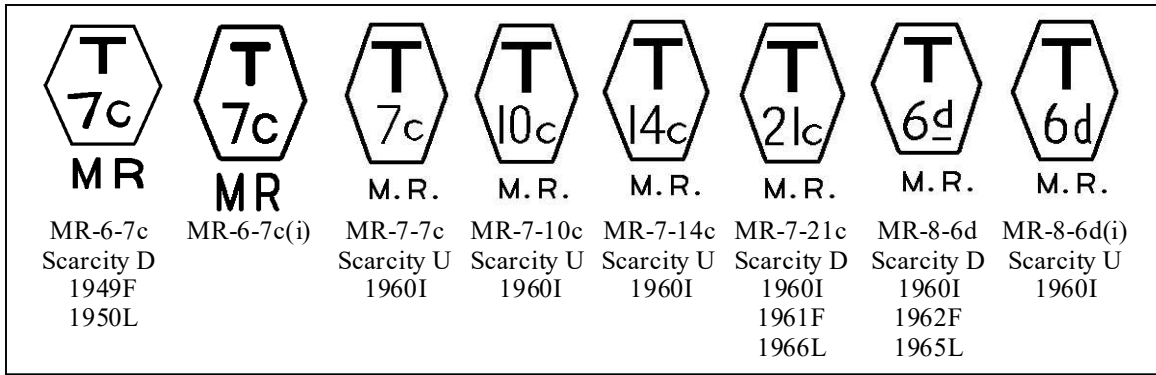 T T T T T T T T
7c 7c 7c 10c 14c 21c 6d 6d
MR MR M.R. M.R. M.R. M.R. M.R. M.R.
MR-6-7c MR-6-7c(i) MR-7-7c MR-7-10c MR-7-14c MR-7-21c MR-8-6d MR-8-6d(i)
Scarcity D Scarcity U Scarcity U Scarcity U Scarcity D Scarcity D Scarcity U
1949F 1960I 1960I 1960I 1960I 1960I 1960I
1950L 1961F 1962F
1966L 1965L